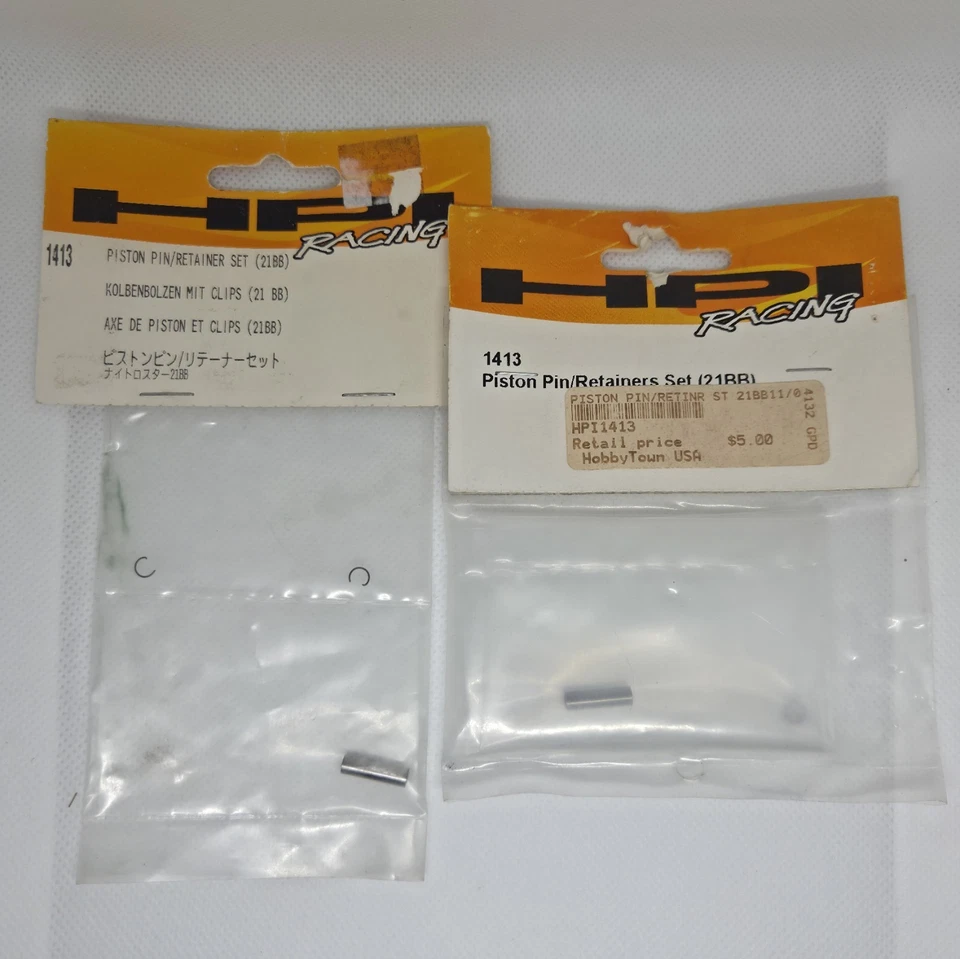 HPI
RACING
1413
PISTON PIN/RETAINER SET (21BB)
KOLBENBOLZEN MIT CLIPS (21 BB)
AXE DE PISTON ET CLIPS (21BB)
ピストンピン/リテーナーセット
ナイトロスター21BB
HPI
RACING
1413
Piston Pin/Retainers Set (21BB)
PISTON PIN/RETINR ST 21BB11/0
HPI1413
Retail price $5.00
HobbyTown USA
4132 GPD